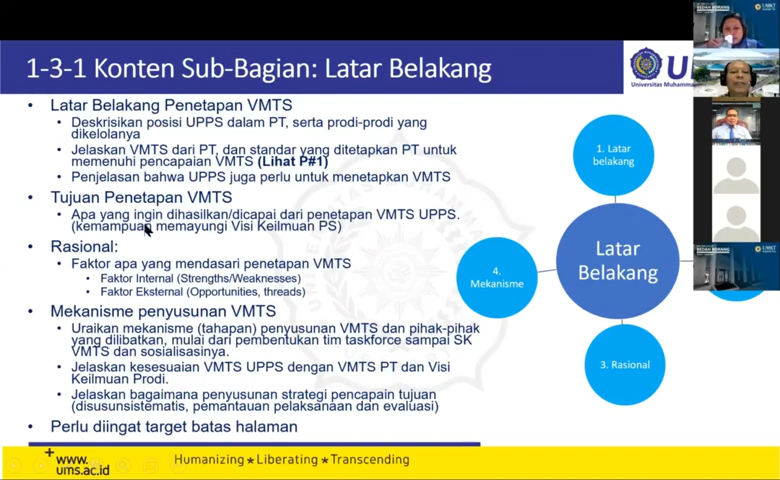 1-3-1 Konten Sub-Bagian: Latar Belakang
Universitas Muhammad
Latar Belakang Penetapan VMTS
Deskrisikan posisi UPPS dalam PT, serta prodi-prodi yang
dikelolanya
Jelaskan VMTS dari PT, dan standar yang ditetapkan PT untuk
memenuhi pencapaian VMTS (Lihat P#1)
Penjelasan bahwa UPPS juga perlu untuk menetapkan VMTS
Tujuan Penetapan VMTS
Apa yang ingin dihasilkan/dicapai dari penetapan VMTS UPPS.
(kemampuan memayungi Visi Keilmuan PS)
Rasional:
Faktor apa yang mendasari penetapan VMTS
Faktor Internal (Strengths/Weaknesses)
Faktor Eksternal (Opportunities, threads)
Mekanisme penyusunan VMTS
Uraikan mekanisme (tahapan) penyusunan VMTS dan pihak-pihak
yang dilibatkan, mulai dari pembentukan tim taskforce sampai SK
VMTS dan sosialisasinya.
Jelaskan kesesuaian VMTS UPPS dengan VMTS PT dan Visi
Keilmuan Prodi.
Jelaskan bagaimana penyusunan strategi pencapain tujuan
(disusunsistematis, pemantauan pelaksanaan dan evaluasi)
Perlu diingat target batas halaman
1. Latar
belakang
Latar
Belakang
4.
Mekanisme
3. Rasional
www.
ums.ac.id
Humanizing ★ Liberating ★ Transcending
BEDAH BORANG